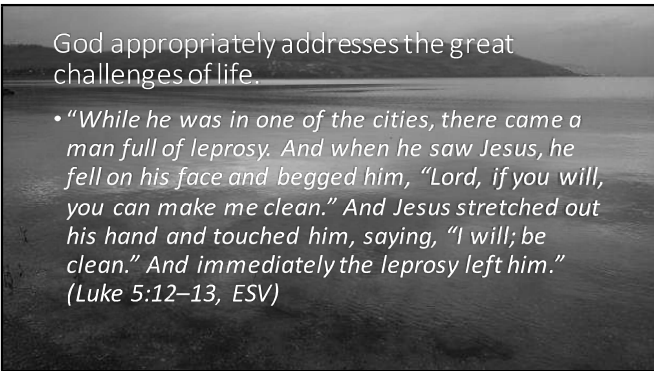 God appropriately addresses the great
challenges of life.
• “While he was in one of the cities, there came a
man full of leprosy. And when he saw Jesus, he
fell on his face and begged him, “Lord, if you will,
you can make me clean.” And Jesus stretched out
his hand and touched him, saying, “I will; be
clean.” And immediately the leprosy left him.”
(Luke 5:12–13, ESV)